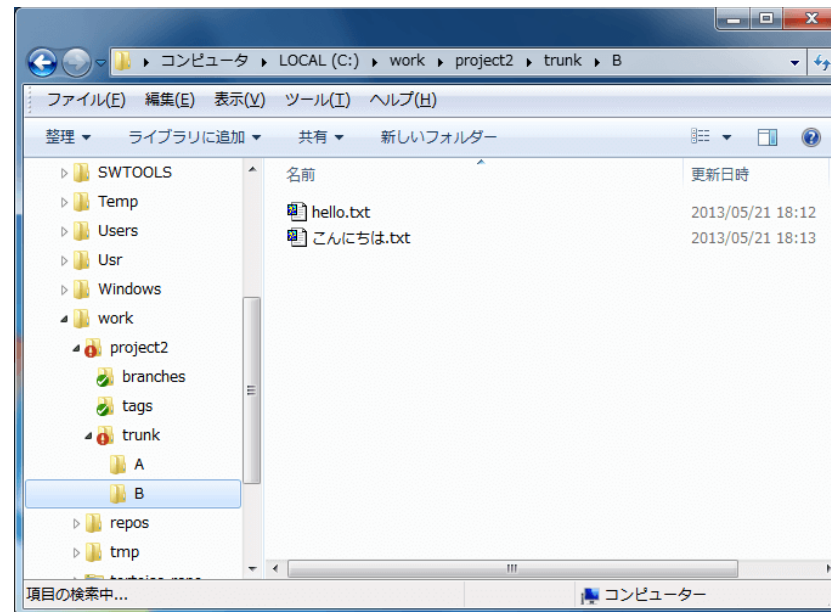 コンピュータ LOCAL (C:) work project2 trunk B
ファイル(F) 編集(E) 表示(V) ツール(T) ヘルプ(H)
整理 ライブラリに追加 共有 新しいフォルダー
SWTOOLS
Temp
Users
Usr
Windows
work
project2
branches
tags
trunk
A
B
repos
tmp
名前 更新日時
hello.txt 2013/05/21 18:12
こんにちは.txt 2013/05/21 18:13
項目の検索中... コンピューター